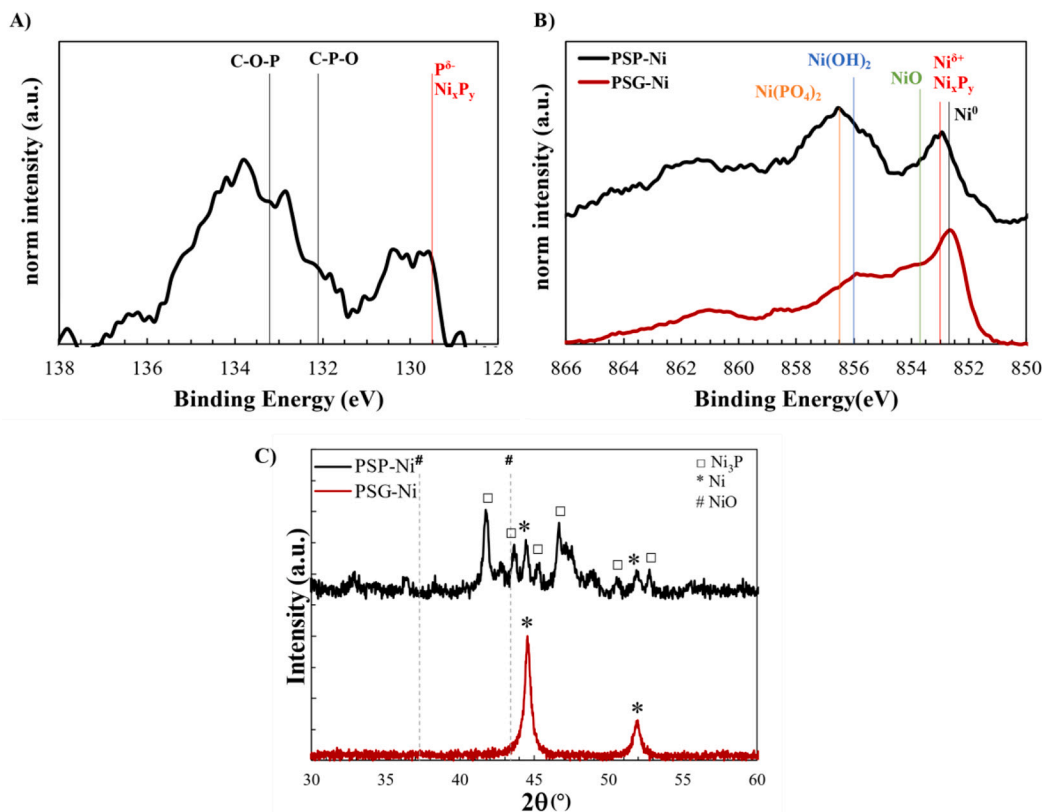 A)
C-O-P
C-P-O
Pδ-
NixPy
norm intensity (a.u.)
138 136 134 132 130 128
Binding Energy (eV)
B)
PSP-Ni
PSG-Ni
Ni(OH)2
Ni(PO4)2
NiO
Niδ+
NixPy
Ni0
norm intensity (a.u.)
866 864 862 860 858 856 854 852 850
Binding Energy(eV)
C)
PSP-Ni
PSG-Ni
# #
□ Ni3P
* Ni
# NiO
□ □ * □ □ □ * □
* *
Intensity (a.u.)
30 35 40 45 50 55 60
2θ(°)